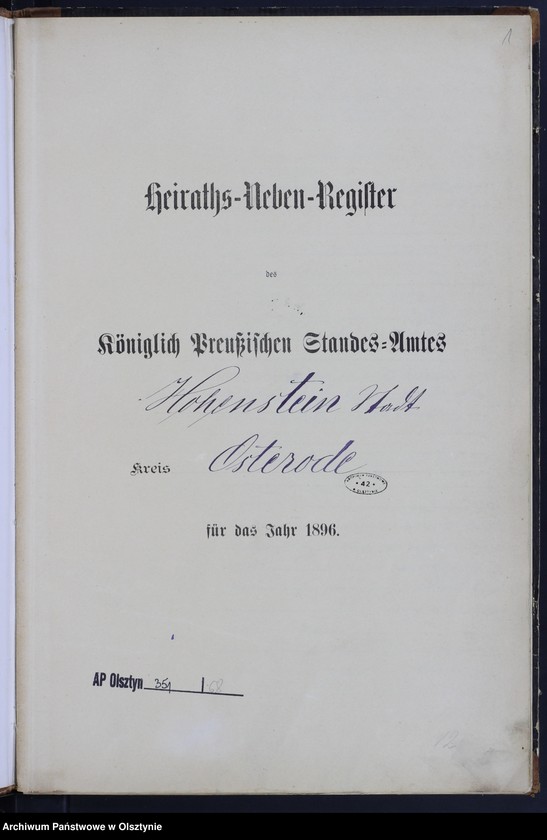 1
Heiraths-Neben-Register
des
Königlich Preußischen Standes-Amtes
Hohenstein Stadt
Kreis Osterode
42
für das Jahr 1896.
AP Olsztyn 351 / 68
Archiwum Państwowe w Olsztynie